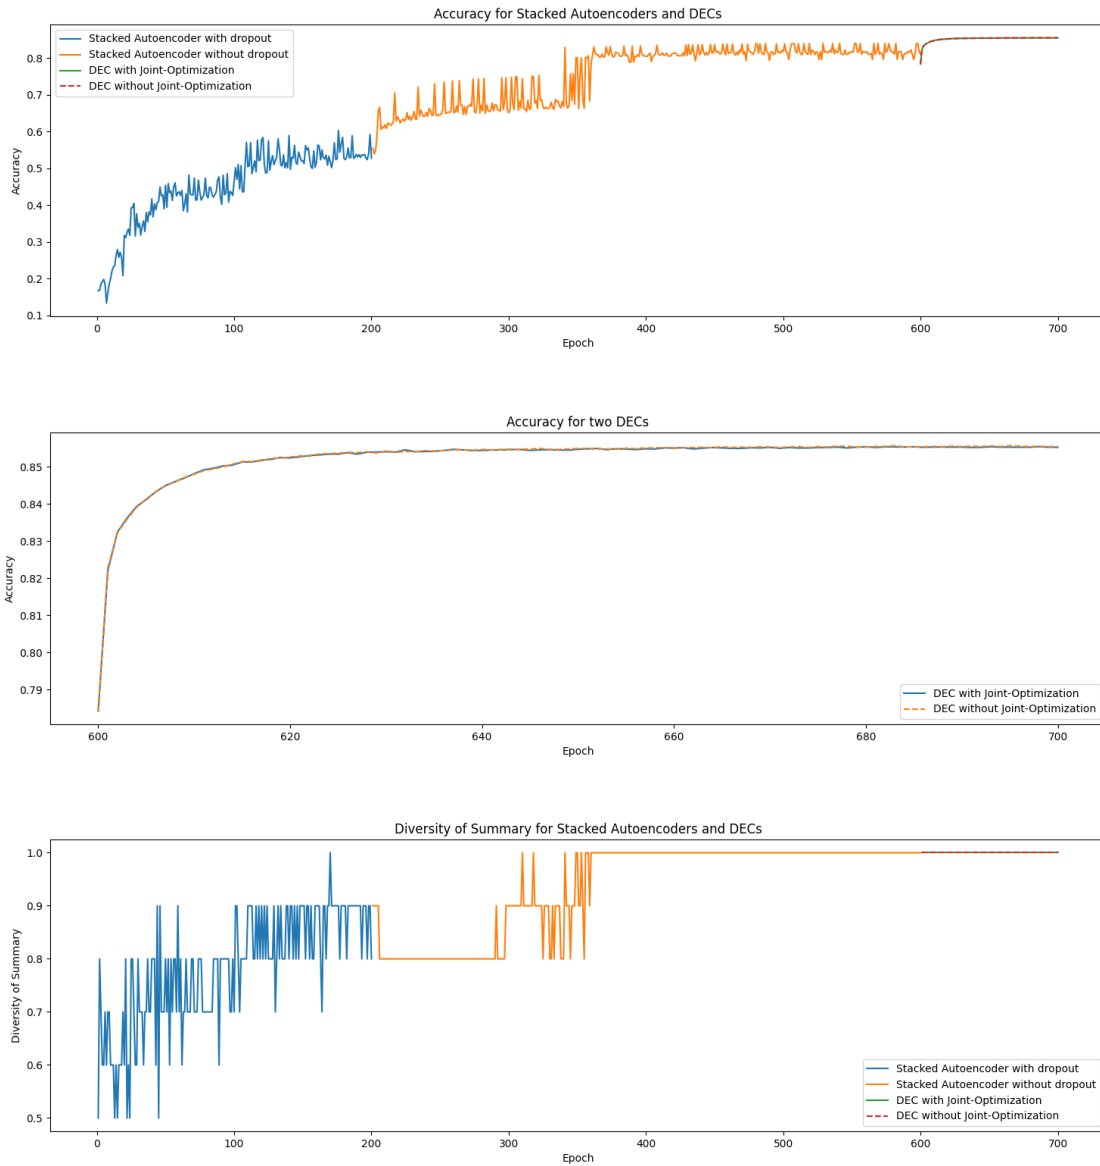 Accuracy for Stacked Autoencoders and DECs
Stacked Autoencoder with dropout
Stacked Autoencoder without dropout
DEC with Joint-Optimization
DEC without Joint-Optimization
0.8
0.7
0.6
0.5
0.4
0.3
0.2
0.1
Accuracy
0 100 200 300 400 500 600 700
Epoch
Accuracy for two DECs
0.85
0.84
0.83
0.82
0.81
0.80
0.79
Accuracy
DEC with Joint-Optimization
DEC without Joint-Optimization
600 620 640 660 680 700
Epoch
Diversity of Summary for Stacked Autoencoders and DECs
1.0
0.9
0.8
0.7
0.6
0.5
Diversity of Summary
Stacked Autoencoder with dropout
Stacked Autoencoder without dropout
DEC with Joint-Optimization
DEC without Joint-Optimization
0 100 200 300 400 500 600 700
Epoch